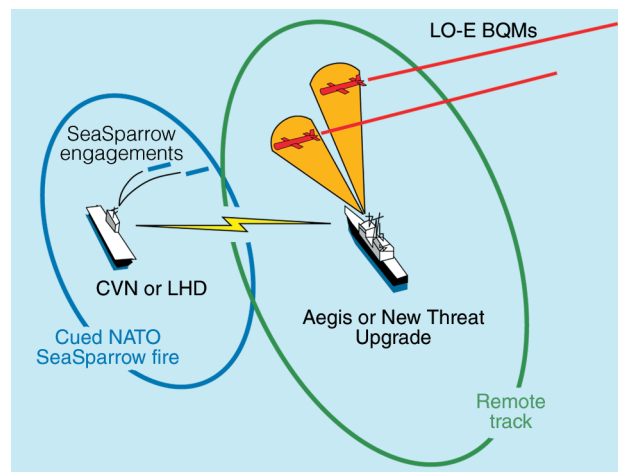 LO-E BQMs
SeaSparrow
engagements
CVN or LHD
Aegis or New Threat
Upgrade
Cued NATO
SeaSparrow fire
Remote
track